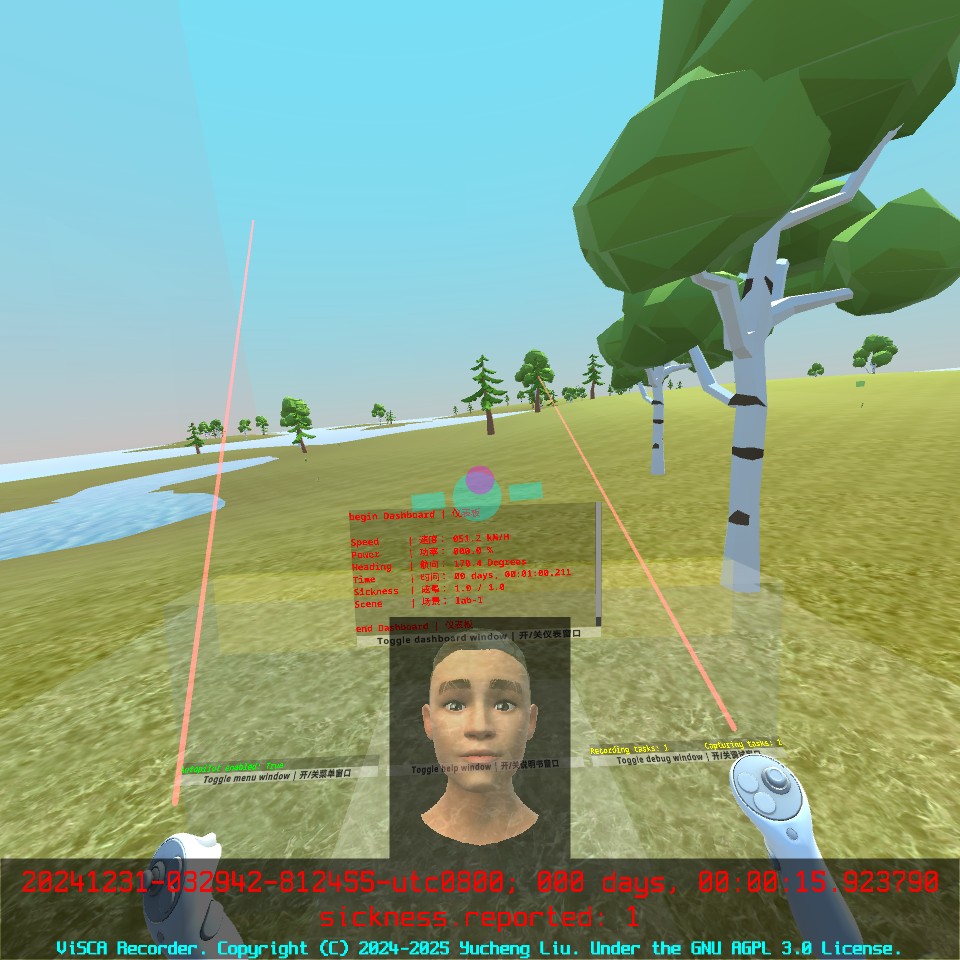 begin Dashboard | 仪表盘
Speed | 速度： 051.2 kM/H
Power | 功率： 000.0 %
Heading | 航向： 170.4 Degrees
Time | 时间： 00 days, 00:01:00.211
Sickness | 晕动： 1.0 / 1.0
Scene | 场景： lab-1
end Dashboard | 仪表盘
Toggle dashboard window | 开/关仪表窗口
Recording tasks: 1 Capturing tasks: 1
Toggle debug window | 开/关调试窗口
Autopilot enabled: True
Toggle menu window | 开/关菜单窗口
Toggle help window | 开/关说明书窗口
20241231-032942-812455-utc0800; 000 days, 00:00:15.923790
sickness.reported: 1
ViSCA Recorder. Copyright (C) 2024-2025 Yucheng Liu. Under the GNU AGPL 3.0 License.